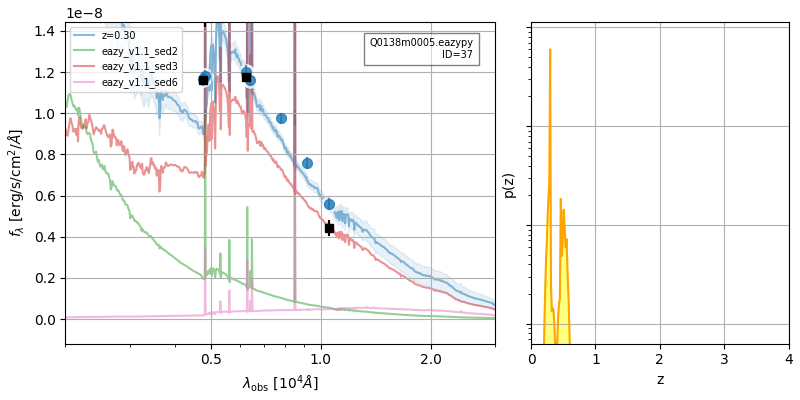 1e−8
1.4
1.2
1.0
0.8
0.6
0.4
0.2
0.0
fλ [erg/s/cm²/Å]
z=0.30
eazy_v1.1_sed2
eazy_v1.1_sed3
eazy_v1.1_sed6
Q0138m0005.eazypy
ID=37
0.5
1.0
2.0
λobs [10⁴Å]
p(z)
0
1
2
3
4
z